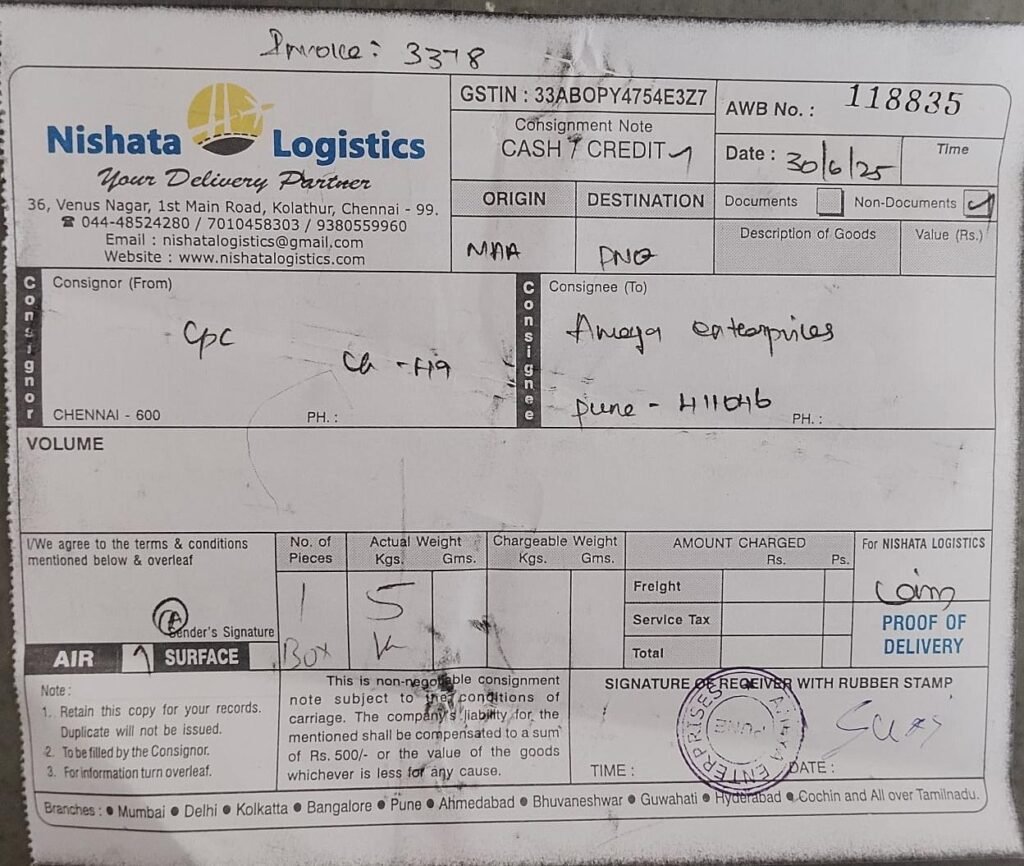 Invoice: 3378
Nishata Logistics
Your Delivery Partner
36, Venus Nagar, 1st Main Road, Kolathur, Chennai - 99.
☎ 044-48524280 / 7010458303 / 9380559960
Email : nishatalogistics@gmail.com
Website : www.nishatalogistics.com
GSTIN : 33ABOPY4754E3Z7
Consignment Note
CASH / CREDIT
AWB No. : 118835
Date : 30/6/25
Time
ORIGIN
DESTINATION
Documents
Non-Documents
MAA
PNQ
Description of Goods
Value (Rs.)
Consignor
Consignor (From)
CPC
CHENNAI - 600
PH. :
Consignee
Consignee (To)
Ameya enterprices
Pune - 411046
PH. :
VOLUME
I/We agree to the terms & conditions
mentioned below & overleaf
Sender's Signature
AIR
SURFACE
No. of
Pieces
1
Box
Actual Weight
Kgs. Gms.
5
K
Chargeable Weight
Kgs. Gms.
AMOUNT CHARGED
Rs. Ps.
Freight
Service Tax
Total
For NISHATA LOGISTICS
PROOF OF
DELIVERY
Note :
1. Retain this copy for your records.
Duplicate will not be issued.
2. To be filled by the Consignor.
3. For information turn overleaf.
This is non-negotiable consignment
note subject to the conditions of
carriage. The company's liability for the
mentioned shall be compensated to a sum
of Rs. 500/- or the value of the goods
whichever is less for any cause.
SIGNATURE OF RECEIVER WITH RUBBER STAMP
AMEYA ENTERPRISES
PUNE
TIME :
DATE :
Branches : ● Mumbai ● Delhi ● Kolkatta ● Bangalore ● Pune ● Ahmedabad ● Bhuvaneshwar ● Guwahati ● Hyderabad ● Cochin and All over Tamilnadu.